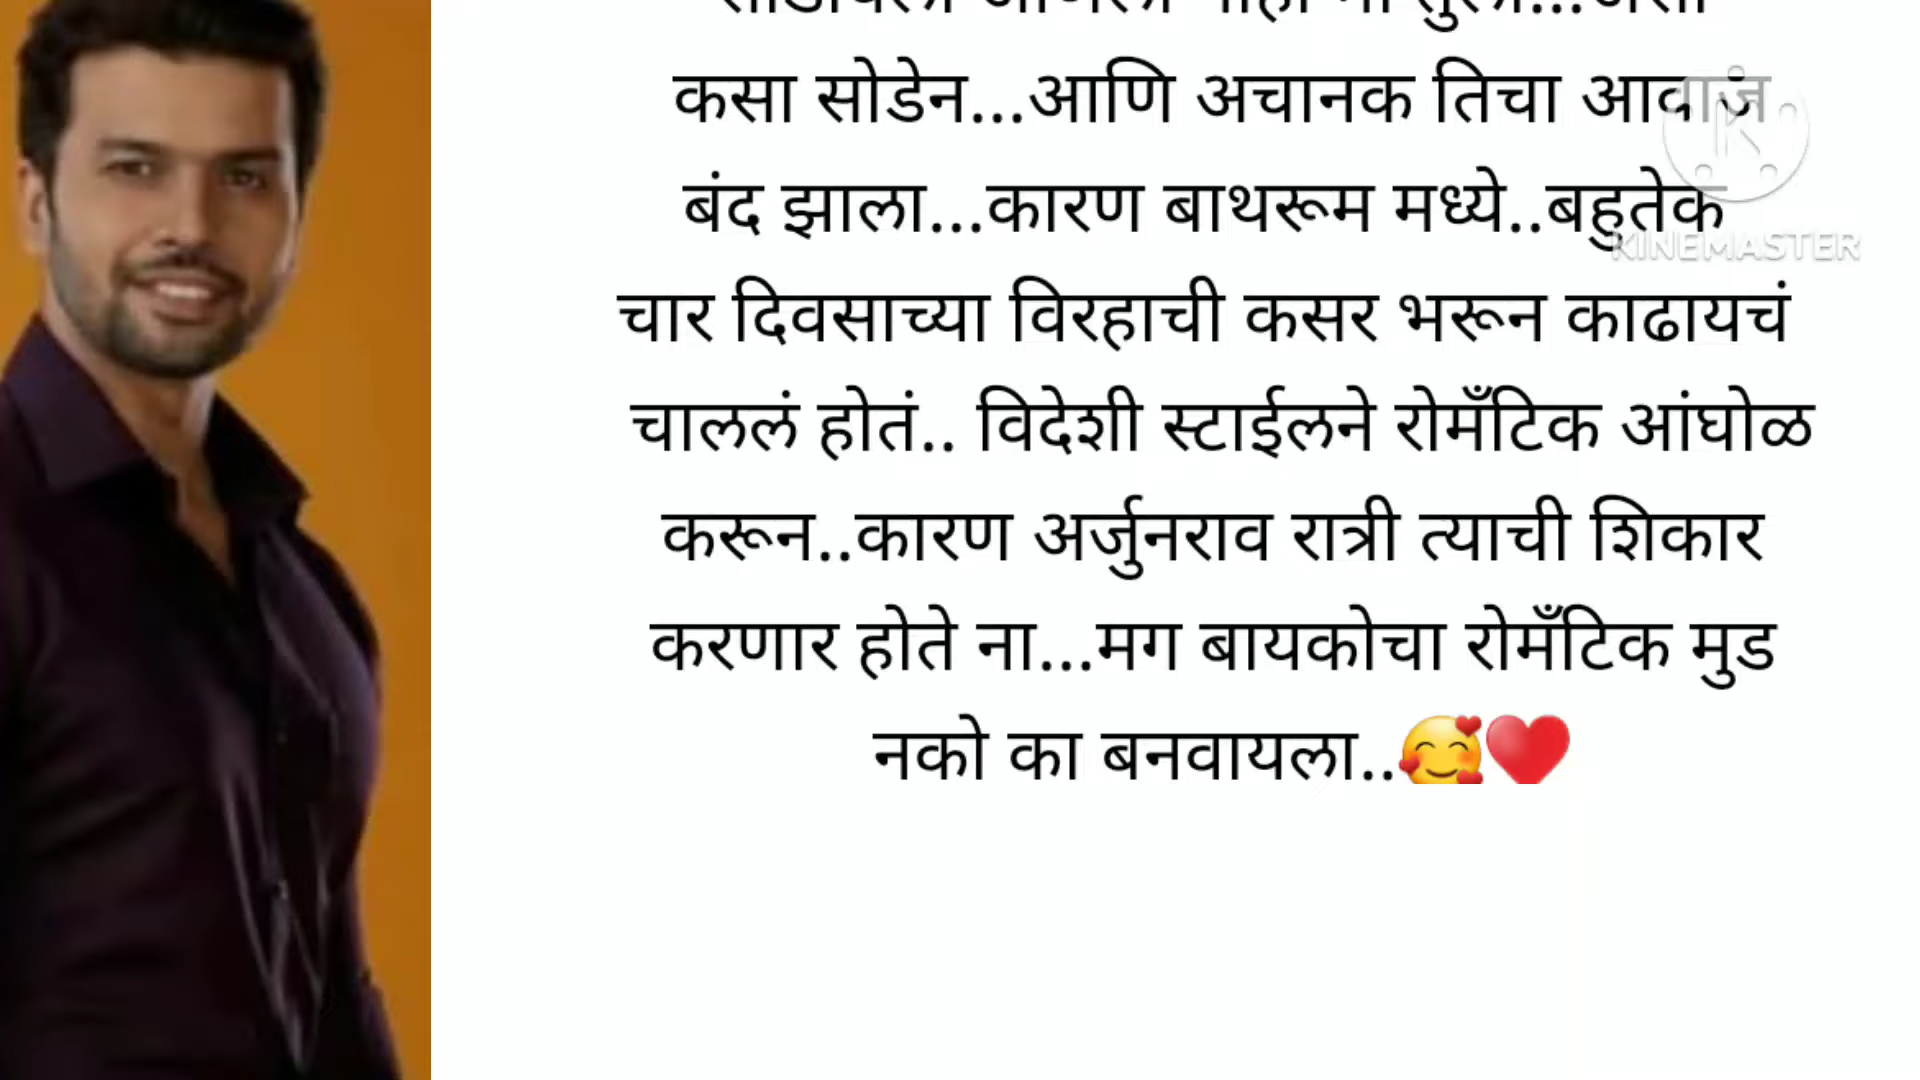 कसा सोडेन...आणि अचानक तिचा आवाज
बंद झाला...कारण बाथरूम मध्ये..बहुतेक
चार दिवसाच्या विरहाची कसर भरून काढायचं
चाललं होतं.. विदेशी स्टाईलने रोमँटिक आंघोळ
करून..कारण अर्जुनराव रात्री त्याची शिकार
करणार होते ना...मग बायकोचा रोमँटिक मुड
नको का बनवायला..🥰♥️
KINEMASTER